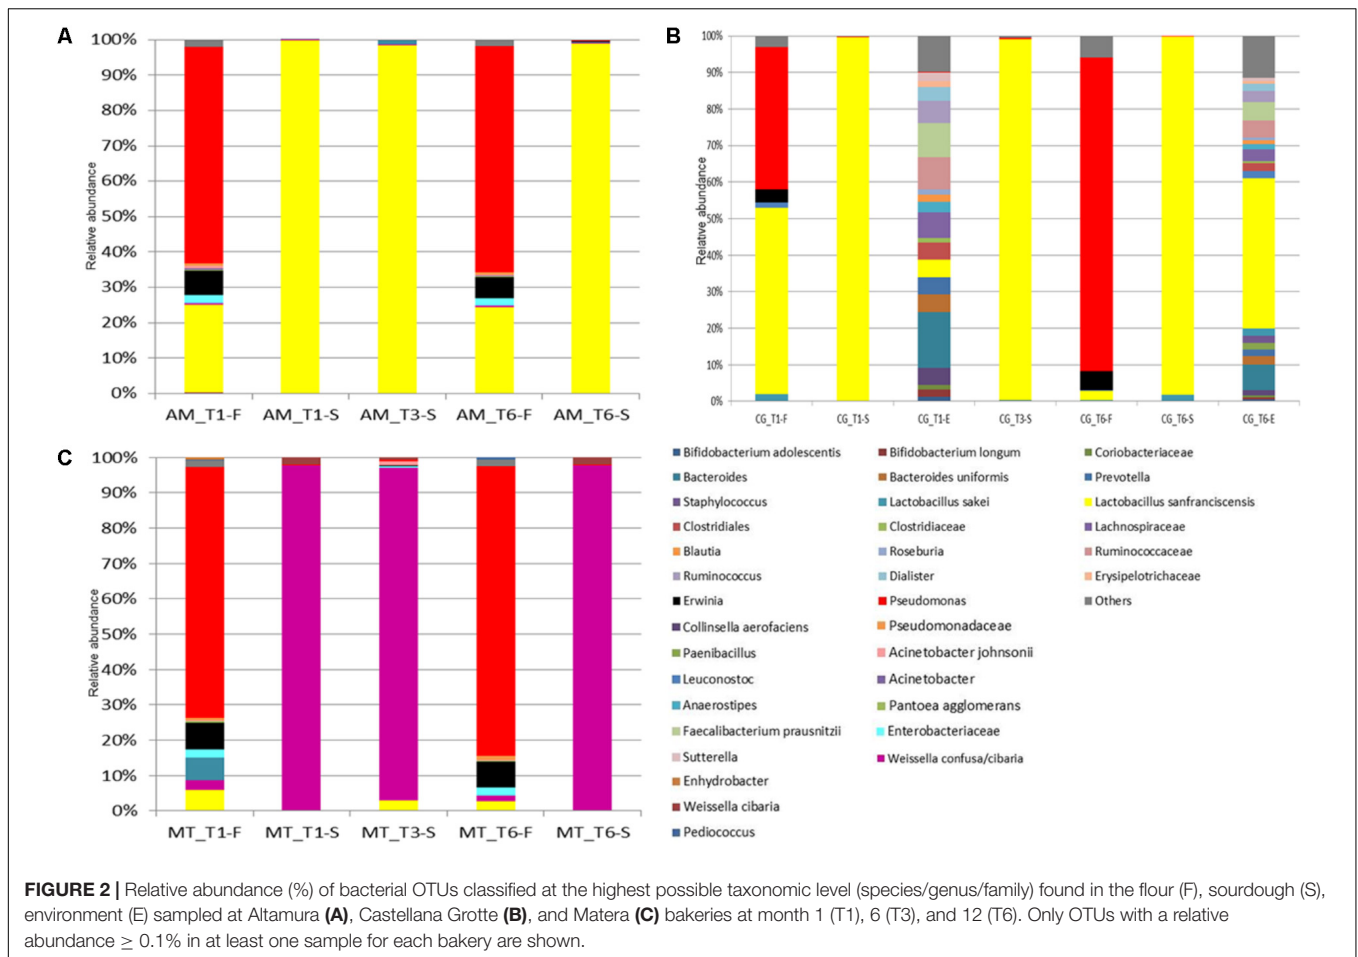 A
100%
90%
80%
70%
60%
50%
40%
30%
20%
10%
0%
Relative abundance
AM_T1-F AM_T1-S AM_T3-S AM_T6-F AM_T6-S
B
100%
90%
80%
70%
60%
50%
40%
30%
20%
10%
0%
Relative abundance
CG_T1-F CG_T1-S CG_T1-E CG_T3-S CG_T6-F CG_T6-S CG_T6-E
C
100%
90%
80%
70%
60%
50%
40%
30%
20%
10%
0%
Relative abundance
MT_T1-F MT_T1-S MT_T3-S MT_T6-F MT_T6-S
Bifidobacterium adolescentis Bifidobacterium longum Coriobacteriaceae
Bacteroides Bacteroides uniformis Prevotella
Staphylococcus Lactobacillus sakei Lactobacillus sanfranciscensis
Clostridiales Clostridiaceae Lachnospiraceae
Blautia Roseburia Ruminococcaceae
Ruminococcus Dialister Erysipelotrichaceae
Erwinia Pseudomonas Others
Collinsella aerofaciens Pseudomonadaceae
Paenibacillus Acinetobacter johnsonii
Leuconostoc Acinetobacter
Anaerostipes Pantoea agglomerans
Faecalibacterium prausnitzii Enterobacteriaceae
Sutterella Weissella confusa/cibaria
Enhydrobacter
Weissella cibaria
Pediococcus
FIGURE 2 | Relative abundance (%) of bacterial OTUs classified at the highest possible taxonomic level (species/genus/family) found in the flour (F), sourdough (S),
environment (E) sampled at Altamura (A), Castellana Grotte (B), and Matera (C) bakeries at month 1 (T1), 6 (T3), and 12 (T6). Only OTUs with a relative
abundance ≥ 0.1% in at least one sample for each bakery are shown.